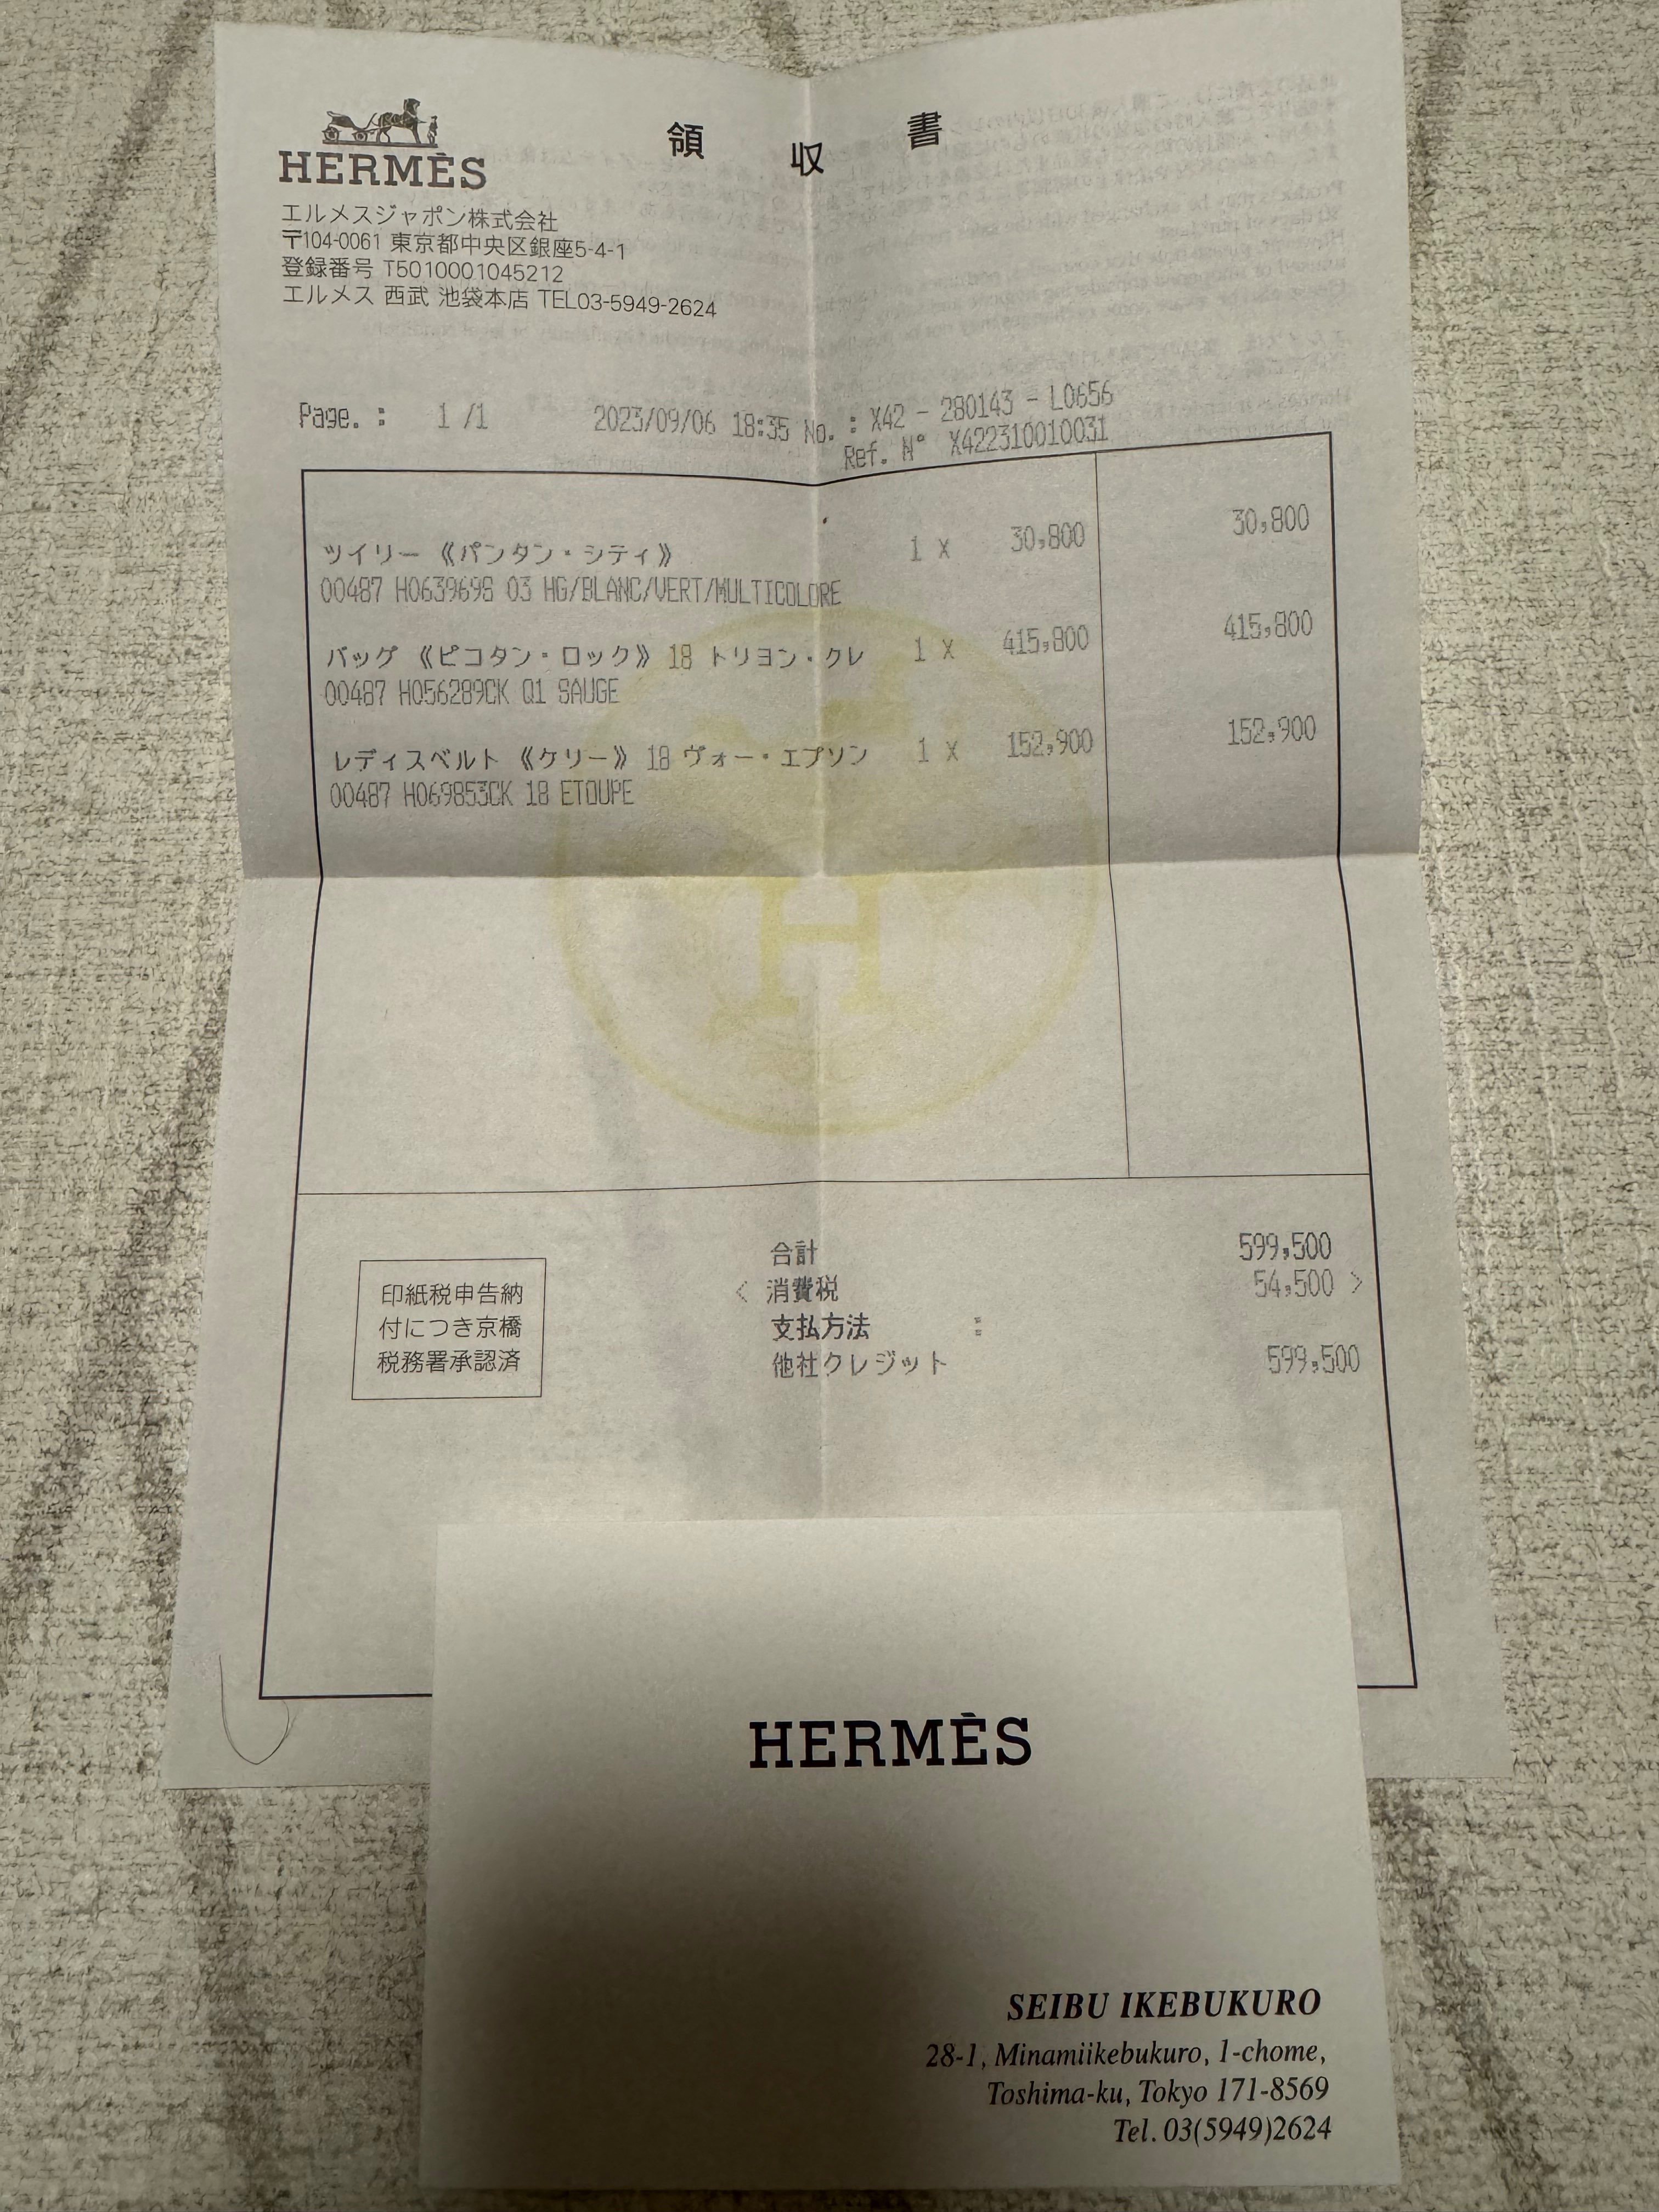 HERMÈS
領収書
エルメスジャポン株式会社
〒104-0061 東京都中央区銀座5-4-1
登録番号 T5010001045212
エルメス 西武 池袋本店 TEL03-5949-2624
Page. : 1 /1 2023/09/06 18:35 No. : X42 - 280143 - L0656
Ref. N° X422310010031
ツイリー 《パンタン・シティ》 1 X 30,800 30,800
00487 H063969S 03 HG/BLANC/VERT/MULTICOLORE
バッグ 《ピコタン・ロック》 18 トリヨン・クレ 1 X 415,800 415,800
00487 H056289CK Q1 SAUGE
レディスベルト 《ケリー》 18 ヴォー・エプソン 1 X 152,900 152,900
00487 H069853CK 18 ETOUPE
H
合計 599,500
< 消費税 54,500 >
支払方法 :
他社クレジット 599,500
印紙税申告納
付につき京橋
税務署承認済
HERMÈS
SEIBU IKEBUKURO
28-1, Minamiikebukuro, 1-chome,
Toshima-ku, Tokyo 171-8569
Tel. 03(5949)2624